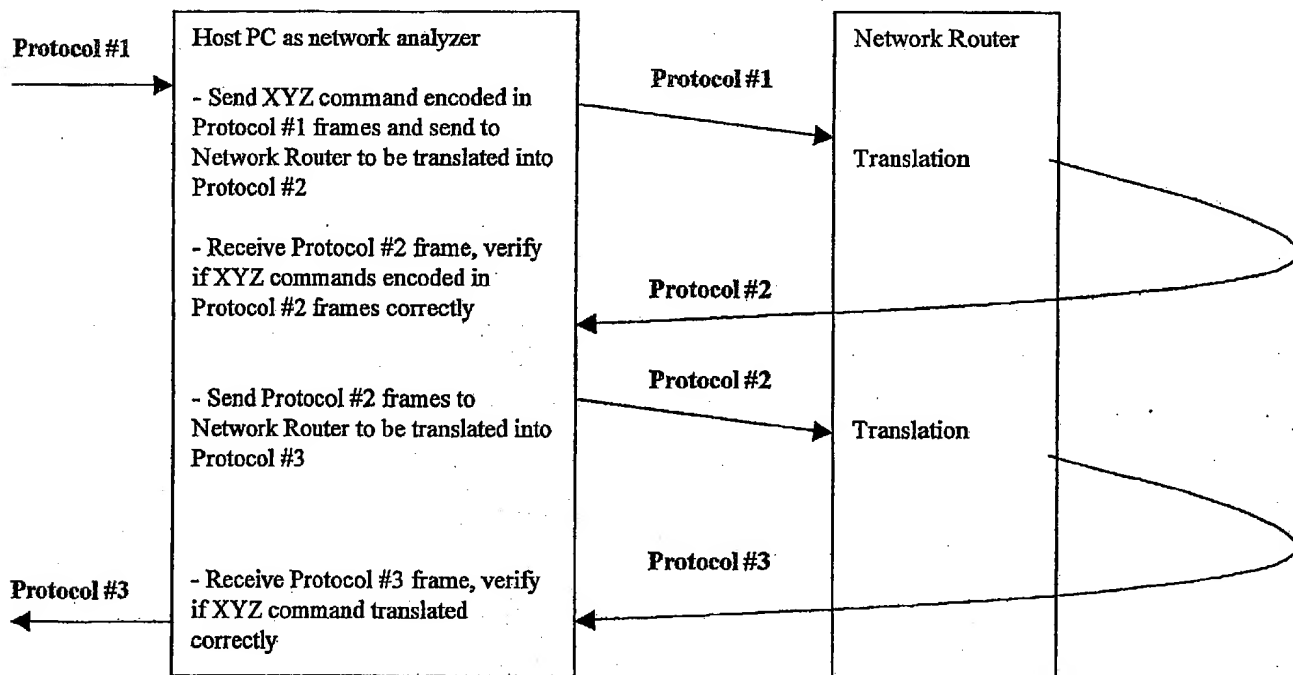 Protocol #1
Host PC as network analyzer
- Send XYZ command encoded in
Protocol #1 frames and send to
Network Router to be translated into
Protocol #2
- Receive Protocol #2 frame, verify
if XYZ commands encoded in
Protocol #2 frames correctly
- Send Protocol #2 frames to
Network Router to be translated into
Protocol #3
- Receive Protocol #3 frame, verify
if XYZ command translated
correctly
Protocol #3
Protocol #1
Protocol #2
Protocol #2
Protocol #3
Network Router
Translation
Translation